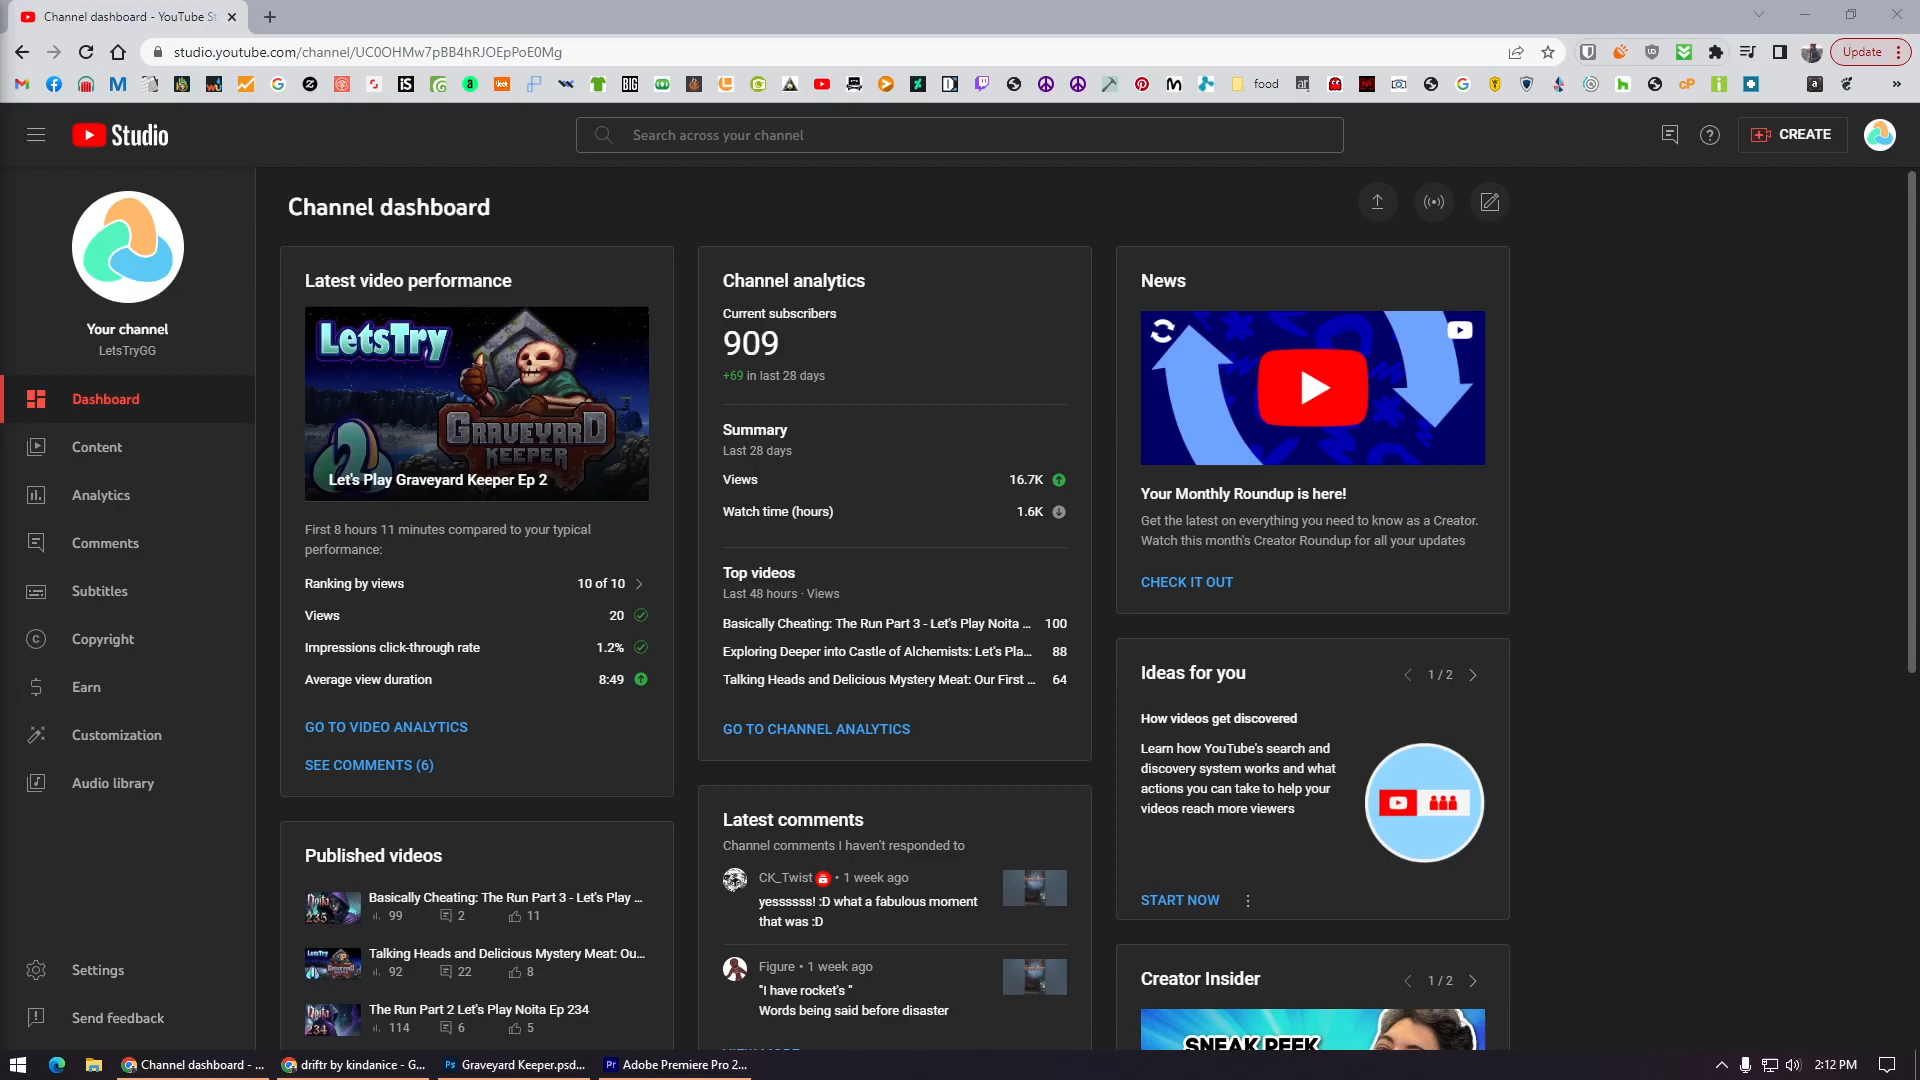 Channel dashboard - YouTube St
studio.youtube.com/channel/UC0OHMw7pBB4hRJOEpPoE0Mg
Update
food
Studio
Search across your channel
CREATE
Your channel
LetsTryGG
Dashboard
Content
Analytics
Comments
Subtitles
Copyright
Earn
Customization
Audio library
Settings
Send feedback
Channel dashboard
Latest video performance
LetsTry
GRAVEYARD
KEEPER
2
Let's Play Graveyard Keeper Ep 2
First 8 hours 11 minutes compared to your typical
performance:
Ranking by views 10 of 10
Views 20
Impressions click-through rate 1.2%
Average view duration 8:49
GO TO VIDEO ANALYTICS
SEE COMMENTS (6)
Published videos
Noita
235
Basically Cheating: The Run Part 3 - Let's Play ...
99 2 11
LetsTry
Talking Heads and Delicious Mystery Meat: Ou...
92 22 8
Noita
234
The Run Part 2 Let's Play Noita Ep 234
114 6 5
Channel analytics
Current subscribers
909
+69 in last 28 days
Summary
Last 28 days
Views 16.7K
Watch time (hours) 1.6K
Top videos
Last 48 hours · Views
Basically Cheating: The Run Part 3 - Let's Play Noita ... 100
Exploring Deeper into Castle of Alchemists: Let's Pla... 88
Talking Heads and Delicious Mystery Meat: Our First ... 64
GO TO CHANNEL ANALYTICS
Latest comments
Channel comments I haven't responded to
CK_Twist • 1 week ago
yessssss! :D what a fabulous moment
that was :D
Figure • 1 week ago
"I have rocket's "
Words being said before disaster
VIEW MORE
News
Your Monthly Roundup is here!
Get the latest on everything you need to know as a Creator.
Watch this month's Creator Roundup for all your updates
CHECK IT OUT
Ideas for you
1 / 2
How videos get discovered
Learn how YouTube's search and
discovery system works and what
actions you can take to help your
videos reach more viewers
START NOW
Creator Insider
1 / 2
SNEAK PEEK
Channel dashboard - ...
driftr by kindanice - G...
Graveyard Keeper.psd...
Adobe Premiere Pro 2...
2:12 PM